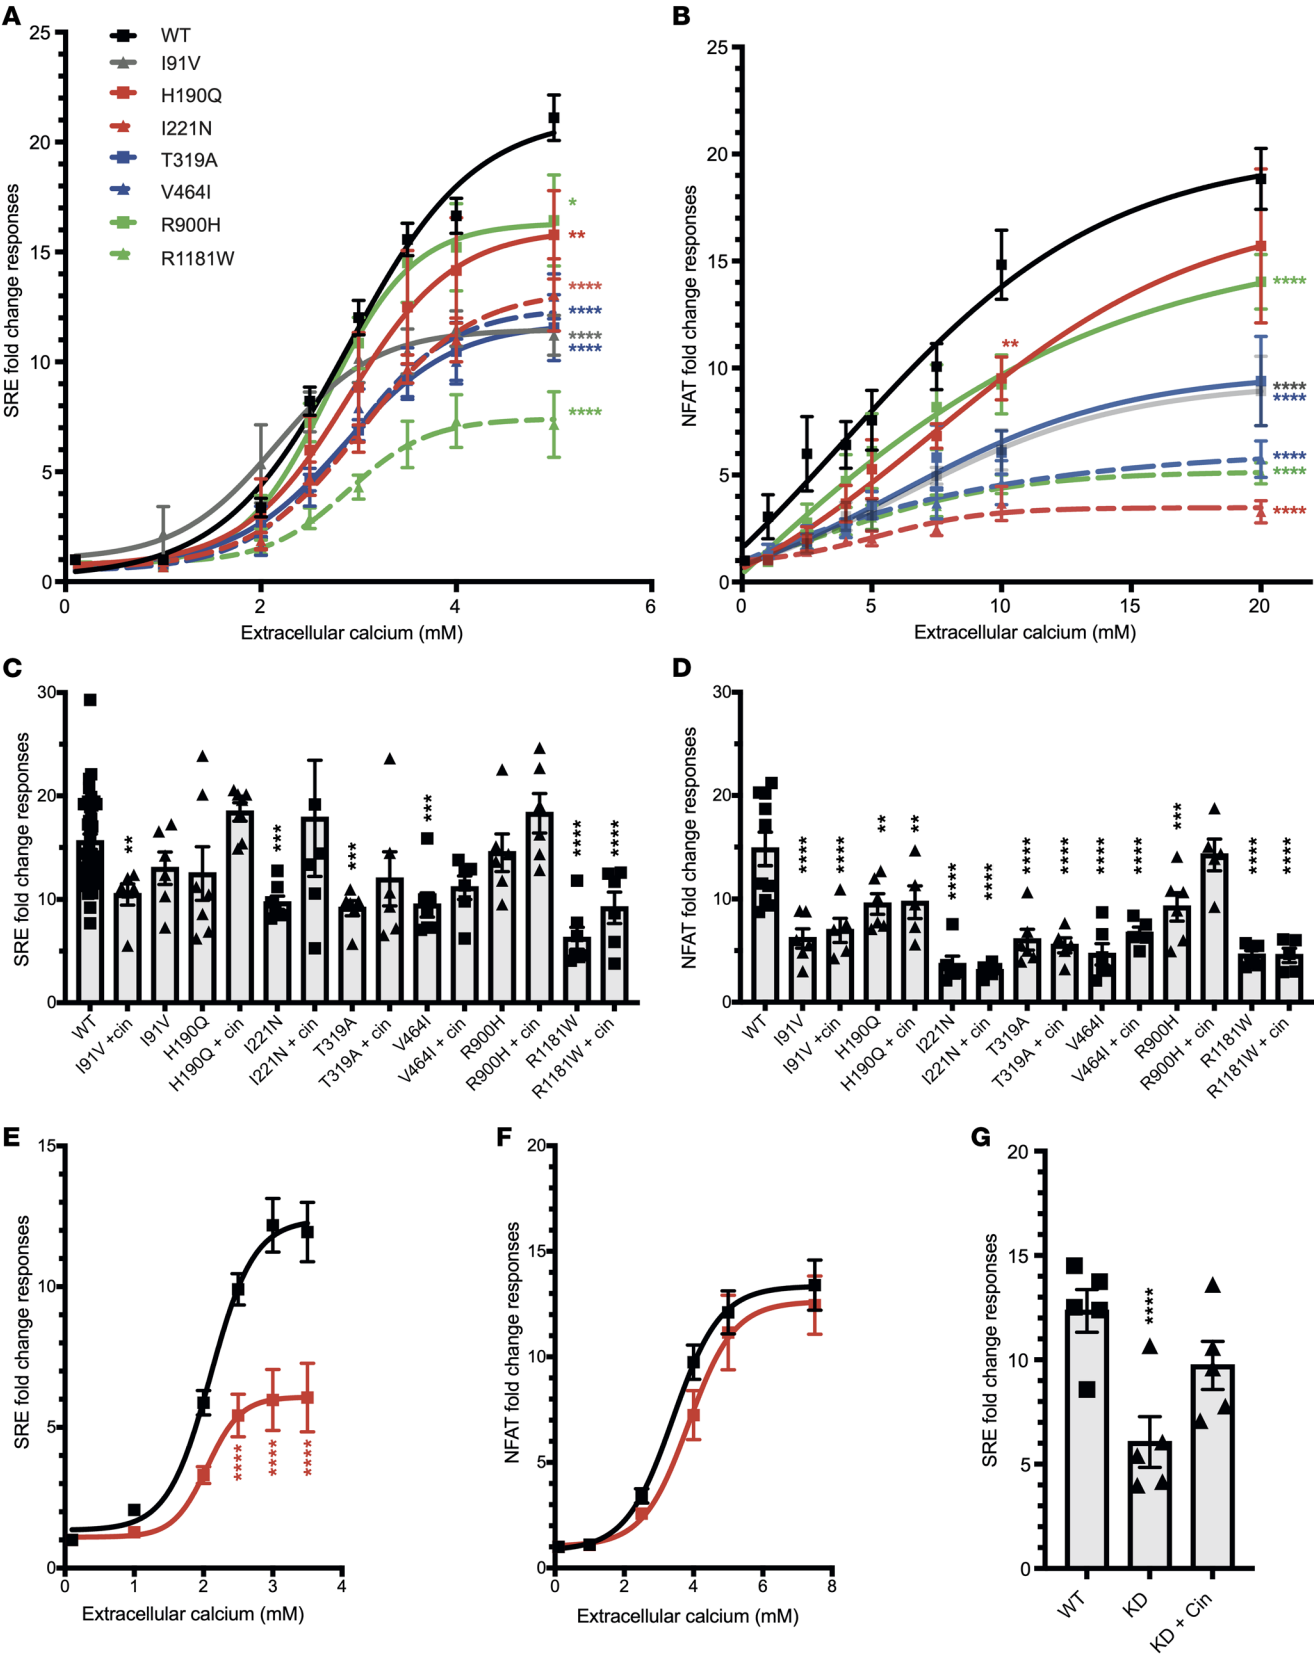 A
25
20
15
10
5
0
SRE fold change responses
WT
I91V
H190Q
I221N
T319A
V464I
R900H
R1181W
*
**
****
****
****
****
****
0
2
4
6
Extracellular calcium (mM)
B
25
20
15
10
5
0
NFAT fold change responses
**
****
****
****
****
****
****
0
5
10
15
20
Extracellular calcium (mM)
C
30
20
10
0
SRE fold change responses
**
***
***
***
****
****
WT
I91V +cin
I91V
H190Q
H190Q + cin
I221N
I221N + cin
T319A
T319A + cin
V464I
V464I + cin
R900H
R900H + cin
R1181W
R1181W + cin
D
30
20
10
0
NFAT fold change responses
****
****
**
**
****
****
****
****
****
****
***
****
****
WT
I91V
I91V +cin
H190Q
H190Q + cin
I221N
I221N + cin
T319A
T319A + cin
V464I
V464I + cin
R900H
R900H + cin
R1181W
R1181W + cin
E
15
10
5
0
SRE fold change responses
****
****
****
0
1
2
3
4
Extracellular calcium (mM)
F
20
15
10
5
0
NFAT fold change responses
0
2
4
6
8
Extracellular calcium (mM)
G
20
15
10
5
0
SRE fold change responses
****
WT
KD
KD + Cin